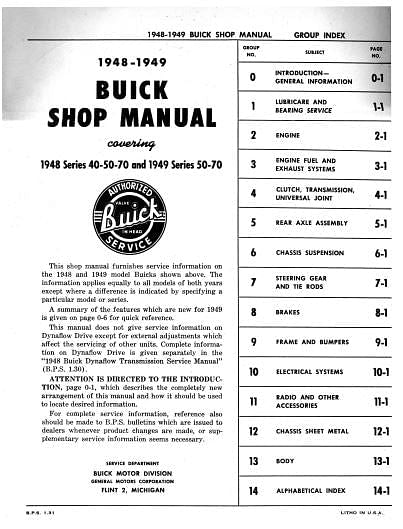 1948-1949 BUICK SHOP MANUAL GROUP INDEX
1948-1949
BUICK
SHOP MANUAL
covering
1948 Series 40-50-70 and 1949 Series 50-70
AUTHORIZED
VALVE
Buick
IN HEAD
SERVICE
This shop manual furnishes service information on
the 1948 and 1949 model Buicks shown above. The
information applies equally to all models of both years
except where a difference is indicated by specifying a
particular model or series.
A summary of the features which are new for 1949
is given on page 0-6 for quick reference.
This manual does not give service information on
Dynaflow Drive except for external adjustments which
affect the servicing of other units. Complete informa-
tion on Dynaflow Drive is given separately in the
"1948 Buick Dynaflow Transmission Service Manual"
(B.P.S. 1.30).
ATTENTION IS DIRECTED TO THE INTRODUC-
TION, page 0-1, which describes the completely new
arrangement of this manual and how it should be used
to locate desired information.
For complete service information, reference also
should be made to B.P.S. bulletins which are issued to
dealers whenever product changes are made, or sup-
plementary service information seems necessary.
SERVICE DEPARTMENT
BUICK MOTOR DIVISION
GENERAL MOTORS CORPORATION
FLINT 2, MICHIGAN
B.P.S. 1.31
GROUP NO. SUBJECT PAGE NO.
0 INTRODUCTION— GENERAL INFORMATION 0-1
1 LUBRICARE AND BEARING SERVICE 1-1
2 ENGINE 2-1
3 ENGINE FUEL AND EXHAUST SYSTEMS 3-1
4 CLUTCH, TRANSMISSION, UNIVERSAL JOINT 4-1
5 REAR AXLE ASSEMBLY 5-1
6 CHASSIS SUSPENSION 6-1
7 STEERING GEAR AND TIE RODS 7-1
8 BRAKES 8-1
9 FRAME AND BUMPERS 9-1
10 ELECTRICAL SYSTEMS 10-1
11 RADIO AND OTHER ACCESSORIES 11-1
12 CHASSIS SHEET METAL 12-1
13 BODY 13-1
14 ALPHABETICAL INDEX 14-1
LITHO IN U.S.A.